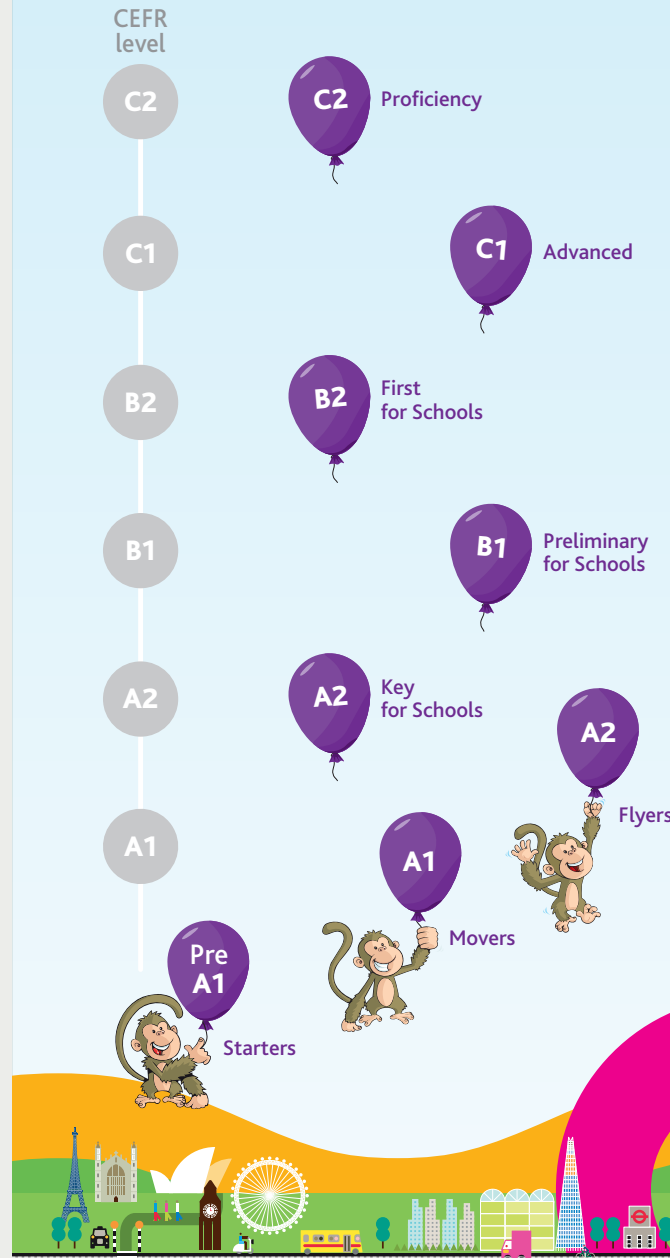 CEFR
level
C2
C2
Proficiency
C1
C1
Advanced
B2
B2
First
for Schools
B1
B1
Preliminary
for Schools
A2
A2
Key
for Schools
A2
Flyers
A1
A1
Movers
Pre
A1
Starters